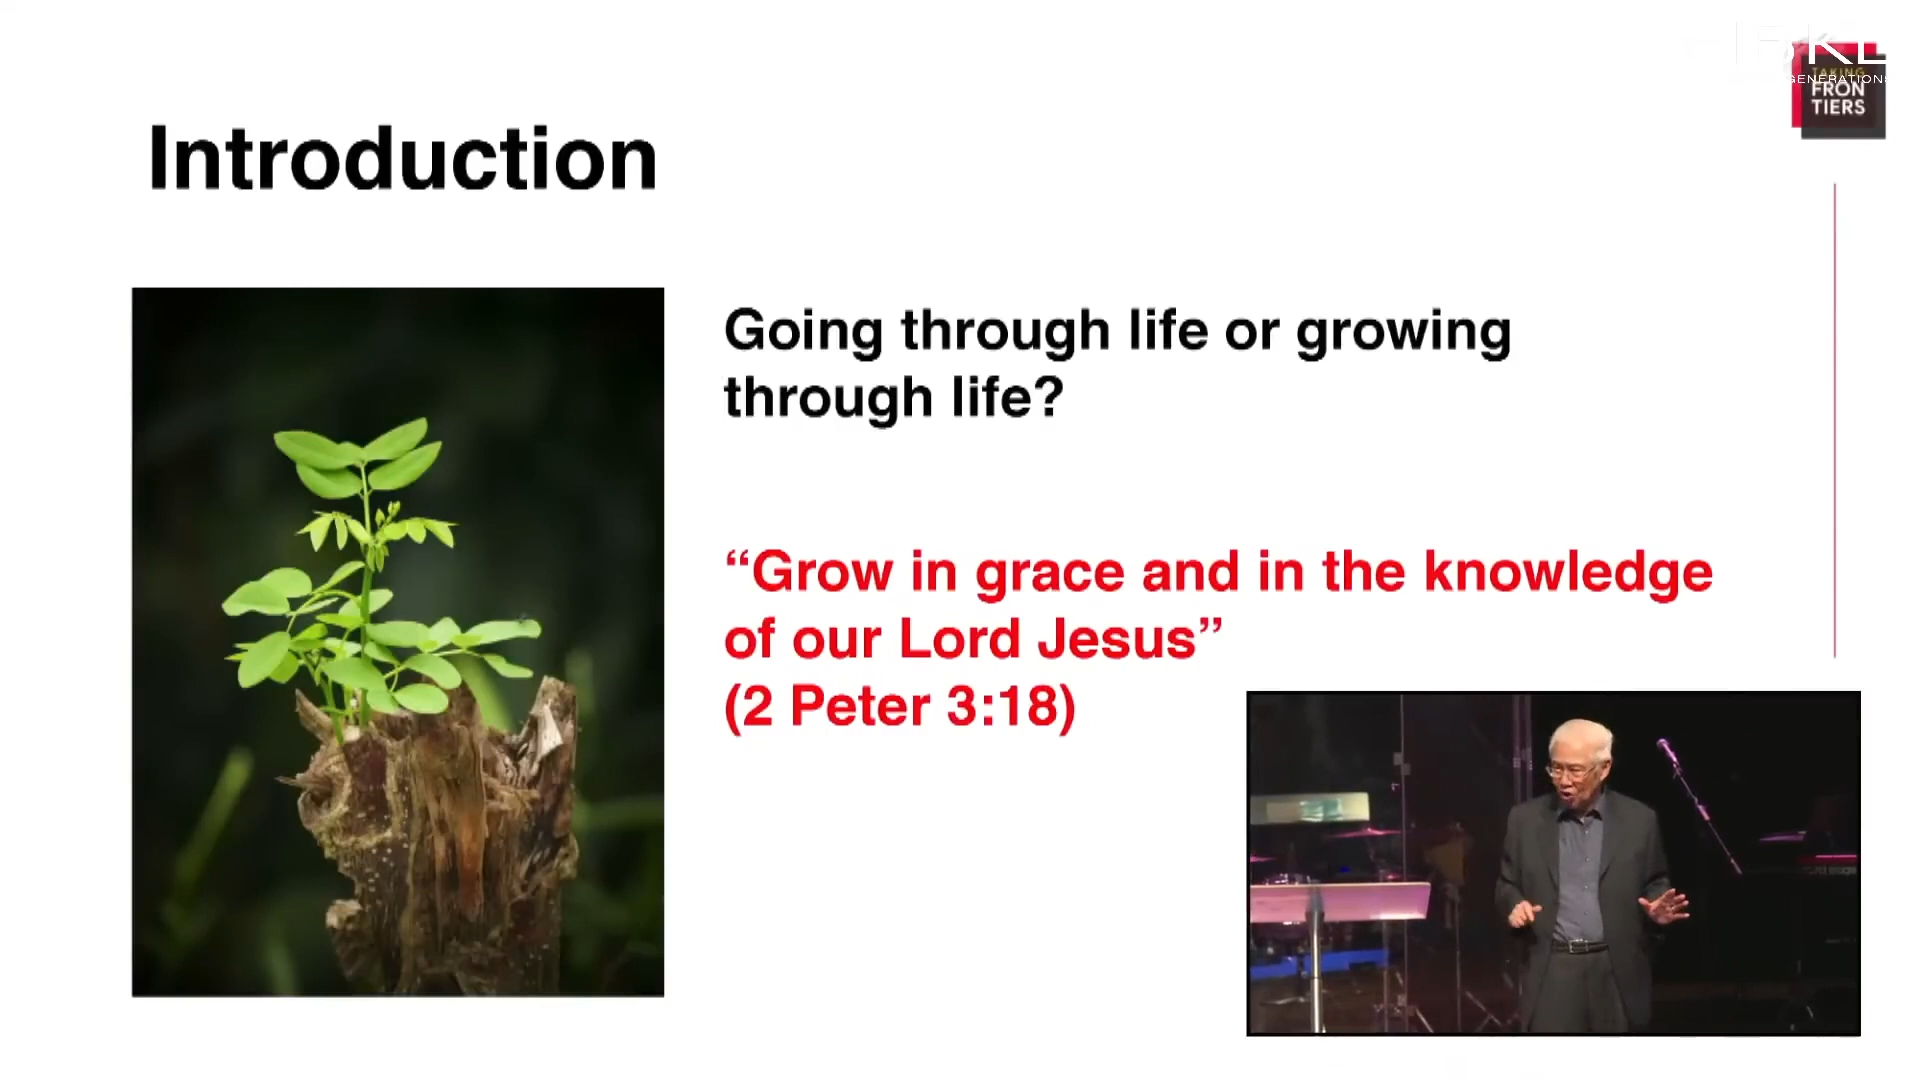 Introduction
Going through life or growing
through life?
“Grow in grace and in the knowledge
of our Lord Jesus”
(2 Peter 3:18)
TAKING
FRON
TIERS